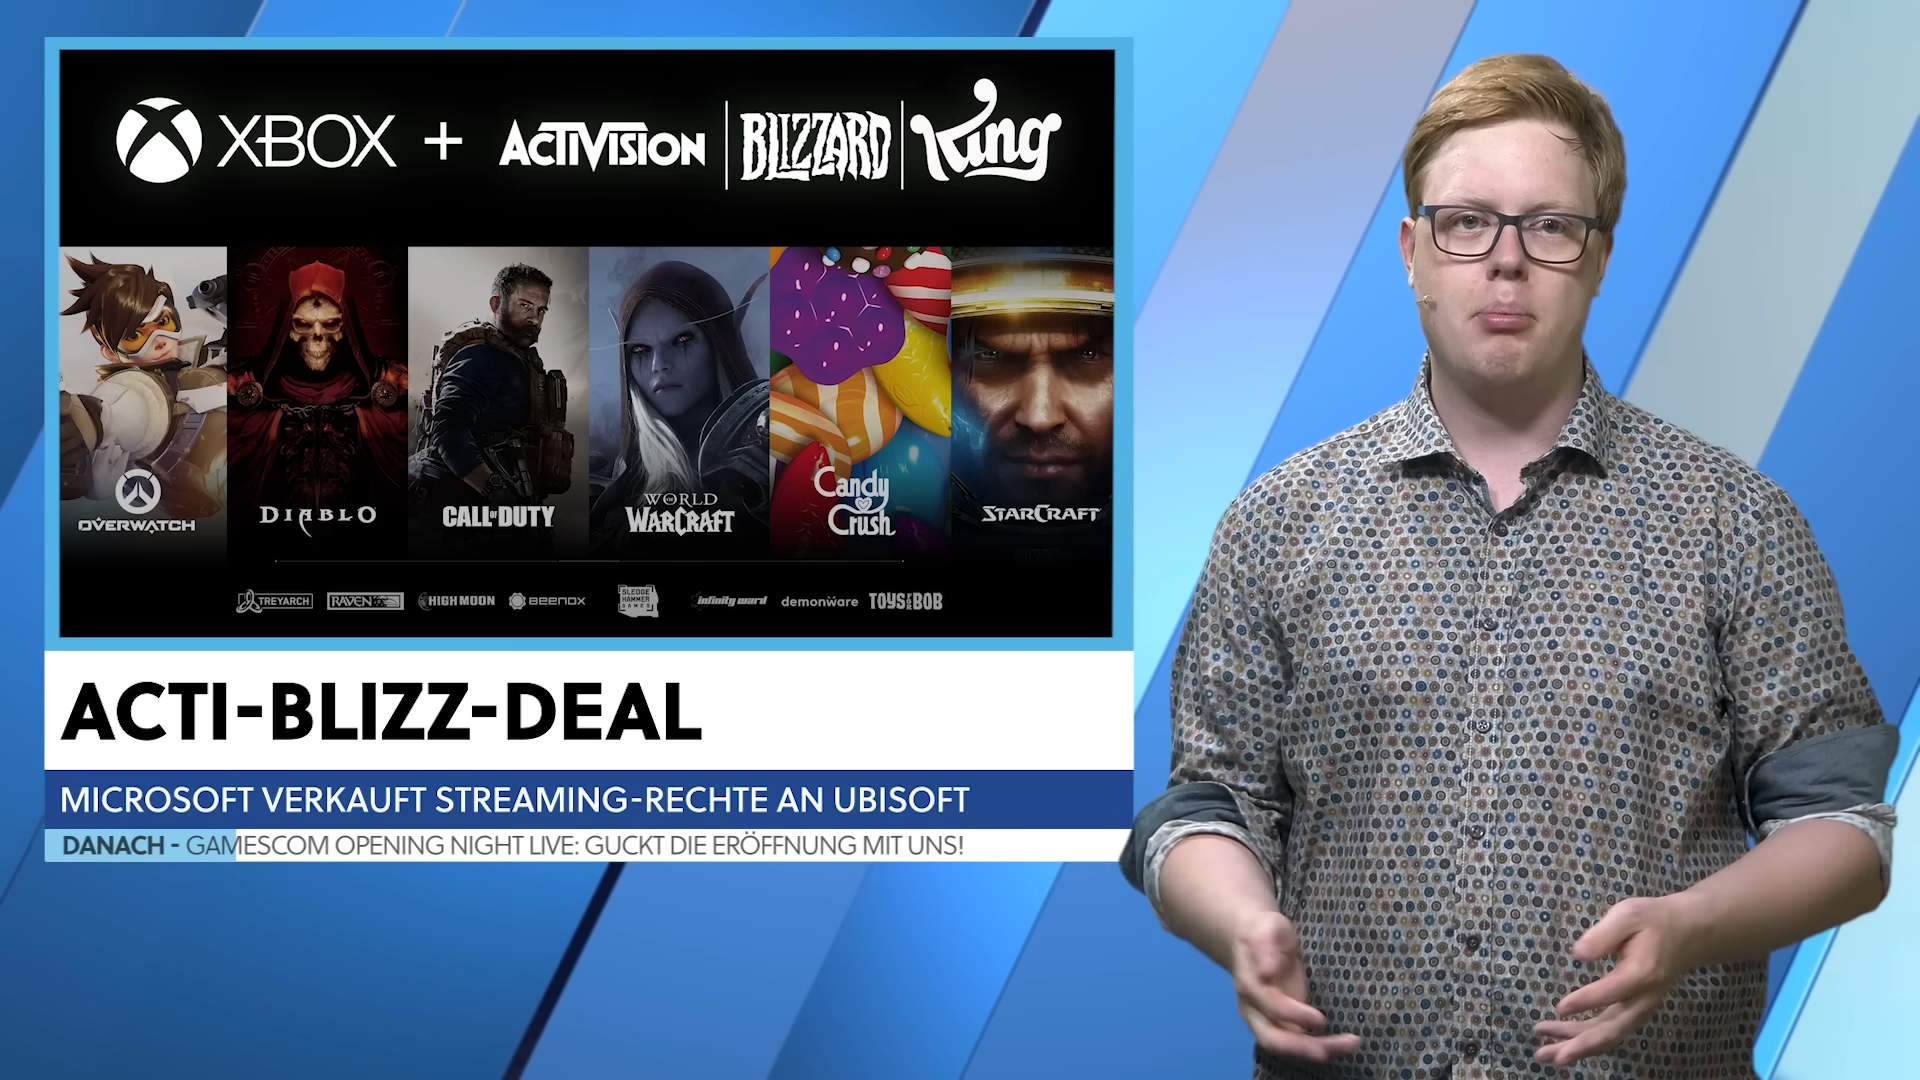 XBOX + ACTIVISION | BLIZZARD | King
OVERWATCH
DIABLO
CALL OF DUTY
WORLD OF WARCRAFT
Candy Crush
STARCRAFT
TREYARCH RAVEN HIGH MOON BEENOX SLEDGEHAMMER GAMES infinity ward demonware TOYS FOR BOB
ACTI-BLIZZ-DEAL
MICROSOFT VERKAUFT STREAMING-RECHTE AN UBISOFT
DANACH - GAMESCOM OPENING NIGHT LIVE: GUCKT DIE ERÖFFNUNG MIT UNS!